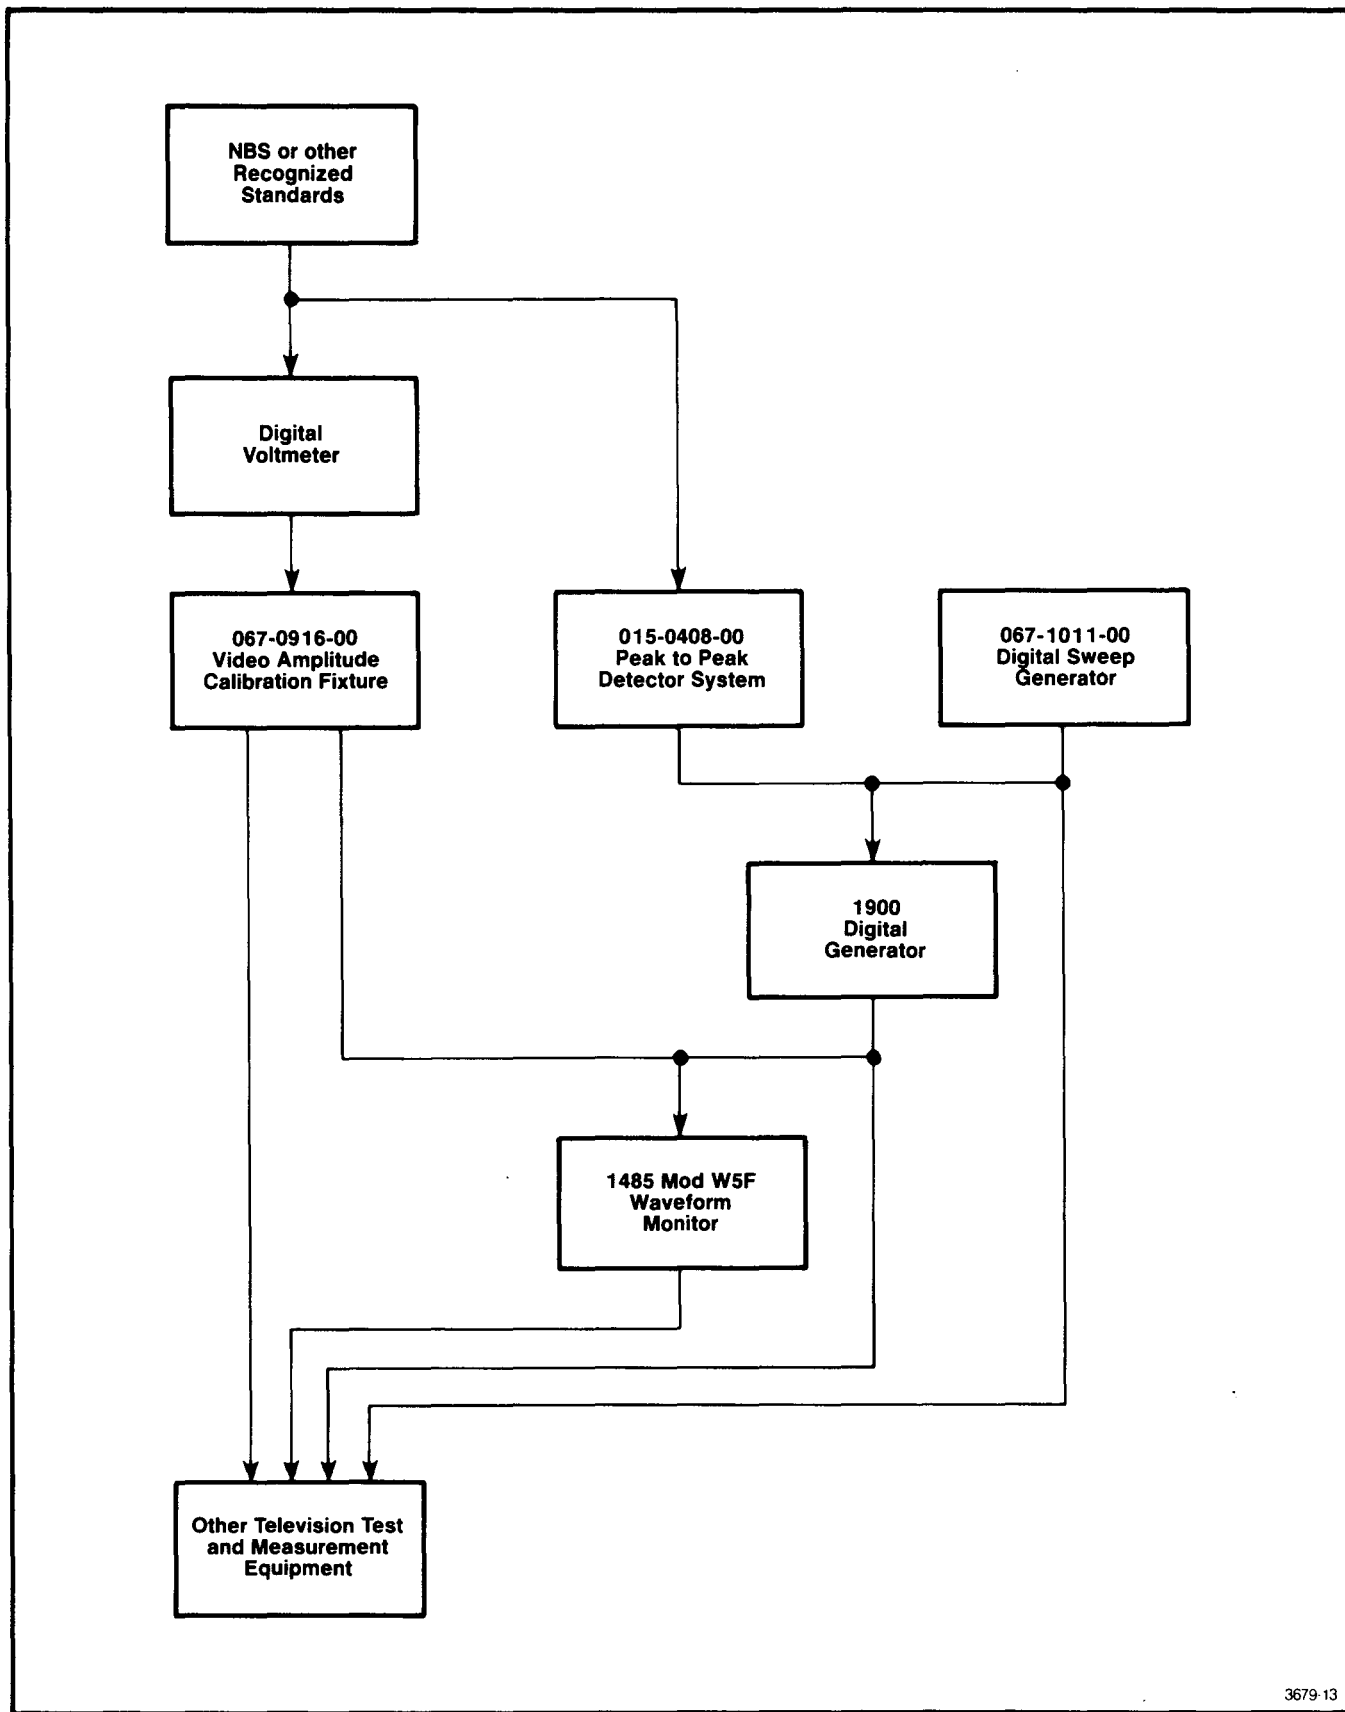 NBS or other
Recognized
Standards
Digital
Voltmeter
067-0916-00
Video Amplitude
Calibration Fixture
015-0408-00
Peak to Peak
Detector System
067-1011-00
Digital Sweep
Generator
1900
Digital
Generator
1485 Mod W5F
Waveform
Monitor
Other Television Test
and Measurement
Equipment
3679-13